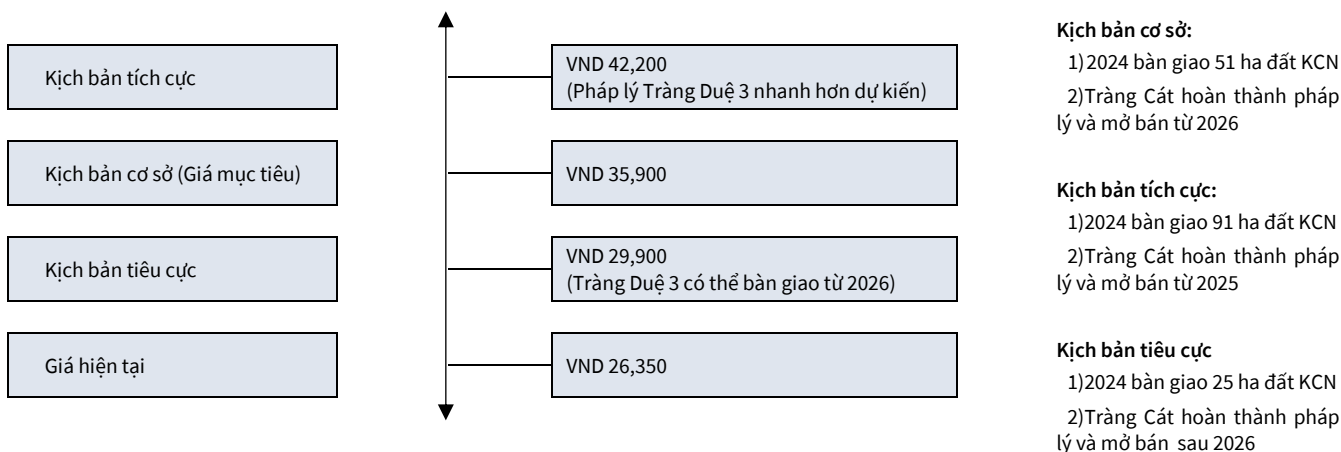 Kịch bản tích cực
VND 42,200
(Pháp lý Tràng Duệ 3 nhanh hơn dự kiến)
Kịch bản cơ sở (Giá mục tiêu)
VND 35,900
Kịch bản tiêu cực
VND 29,900
(Tràng Duệ 3 có thể bàn giao từ 2026)
Giá hiện tại
VND 26,350
Kịch bản cơ sở:
1)2024 bàn giao 51 ha đất KCN
2)Tràng Cát hoàn thành pháp
lý và mở bán từ 2026
Kịch bản tích cực:
1)2024 bàn giao 91 ha đất KCN
2)Tràng Cát hoàn thành pháp
lý và mở bán từ 2025
Kịch bản tiêu cực
1)2024 bàn giao 25 ha đất KCN
2)Tràng Cát hoàn thành pháp
lý và mở bán sau 2026